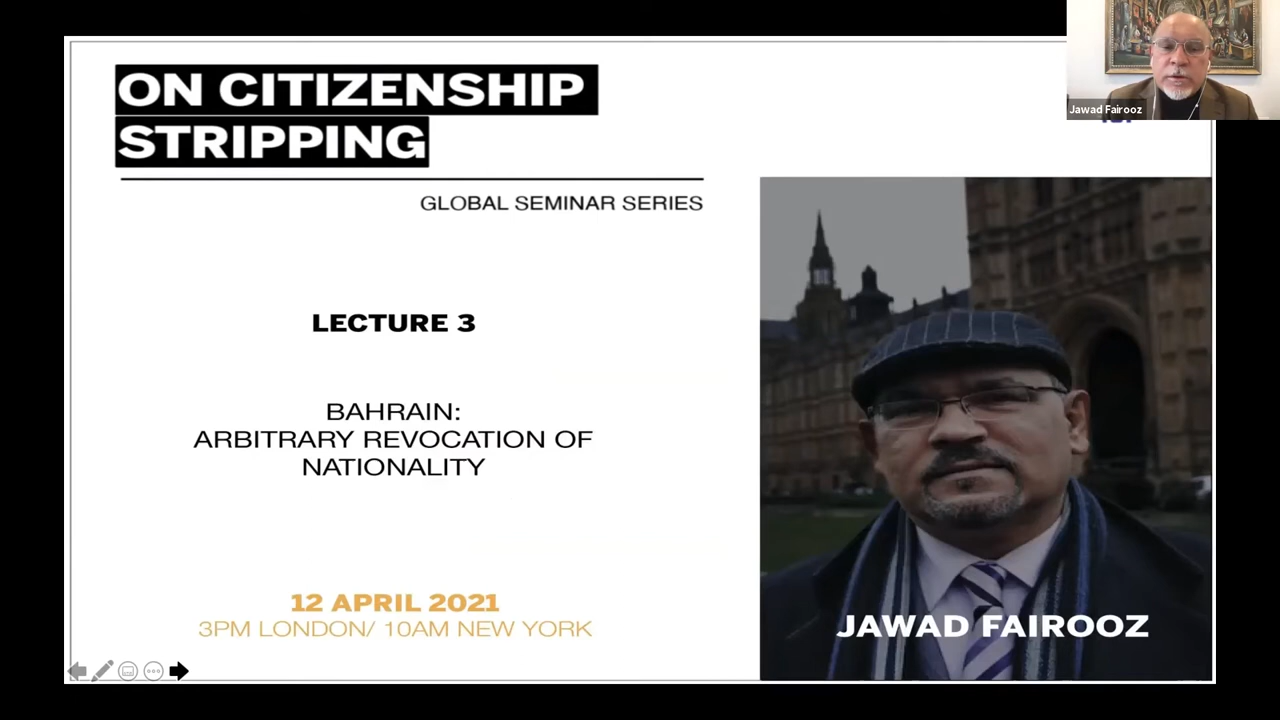 ON CITIZENSHIP
STRIPPING
GLOBAL SEMINAR SERIES
LECTURE 3
BAHRAIN:
ARBITRARY REVOCATION OF
NATIONALITY
12 APRIL 2021
3PM LONDON/ 10AM NEW YORK
JAWAD FAIROOZ
Jawad Fairooz